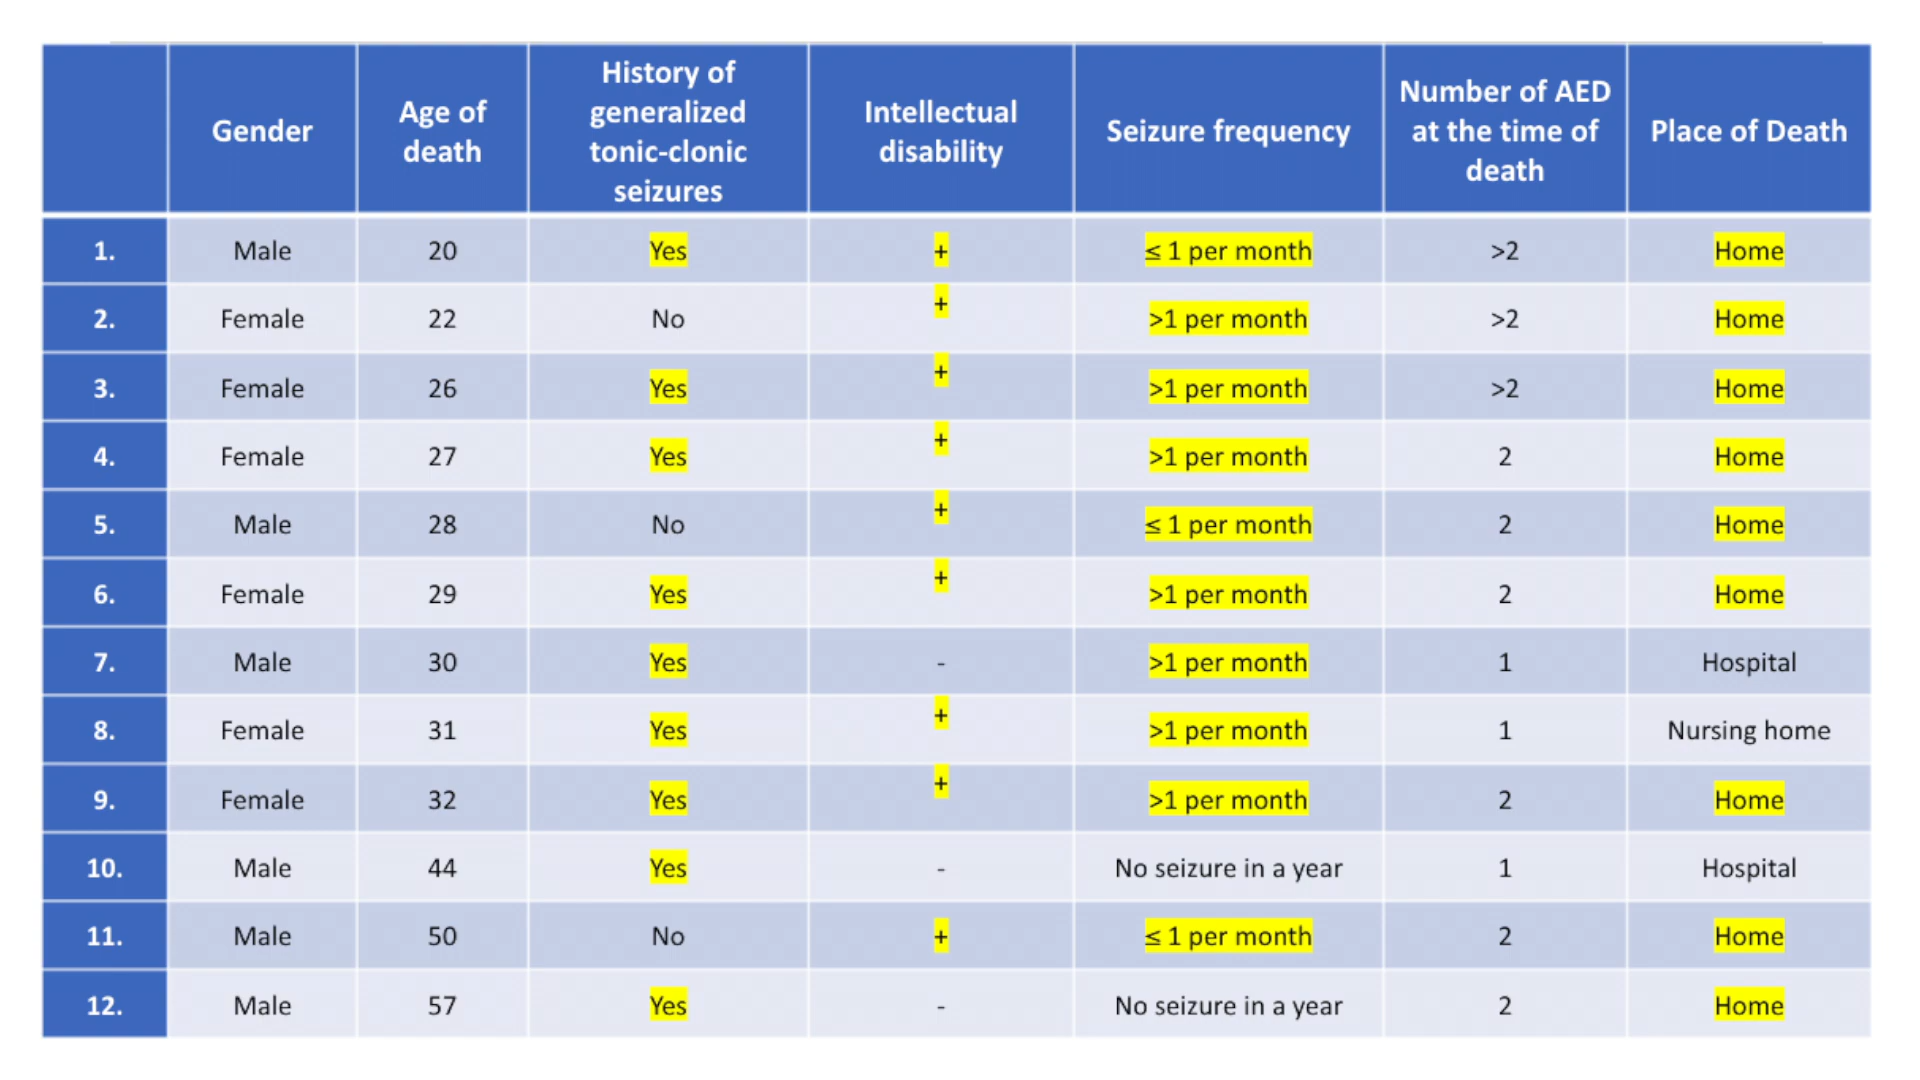 Gender Age of death History of generalized tonic-clonic seizures Intellectual disability Seizure frequency Number of AED at the time of death Place of Death
1. Male 20 Yes + ≤ 1 per month >2 Home
2. Female 22 No + >1 per month >2 Home
3. Female 26 Yes + >1 per month >2 Home
4. Female 27 Yes + >1 per month 2 Home
5. Male 28 No + ≤ 1 per month 2 Home
6. Female 29 Yes + >1 per month 2 Home
7. Male 30 Yes - >1 per month 1 Hospital
8. Female 31 Yes + >1 per month 1 Nursing home
9. Female 32 Yes + >1 per month 2 Home
10. Male 44 Yes - No seizure in a year 1 Hospital
11. Male 50 No + ≤ 1 per month 2 Home
12. Male 57 Yes - No seizure in a year 2 Home